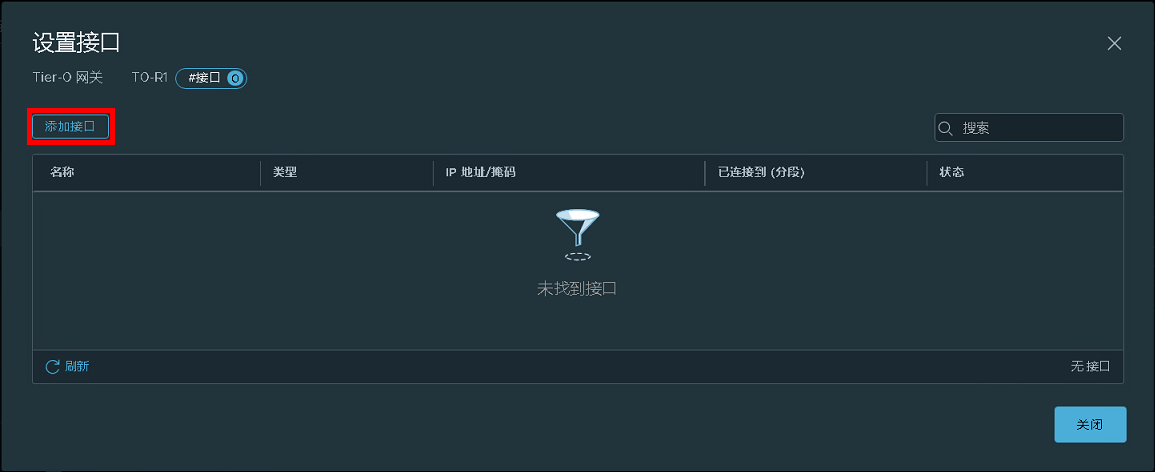 设置接口
Tier-0 网关 T0-R1 #接口 0
添加接口
搜索
名称 类型 IP 地址/掩码 已连接到 (分段) 状态
未找到接口
刷新 无接口
关闭